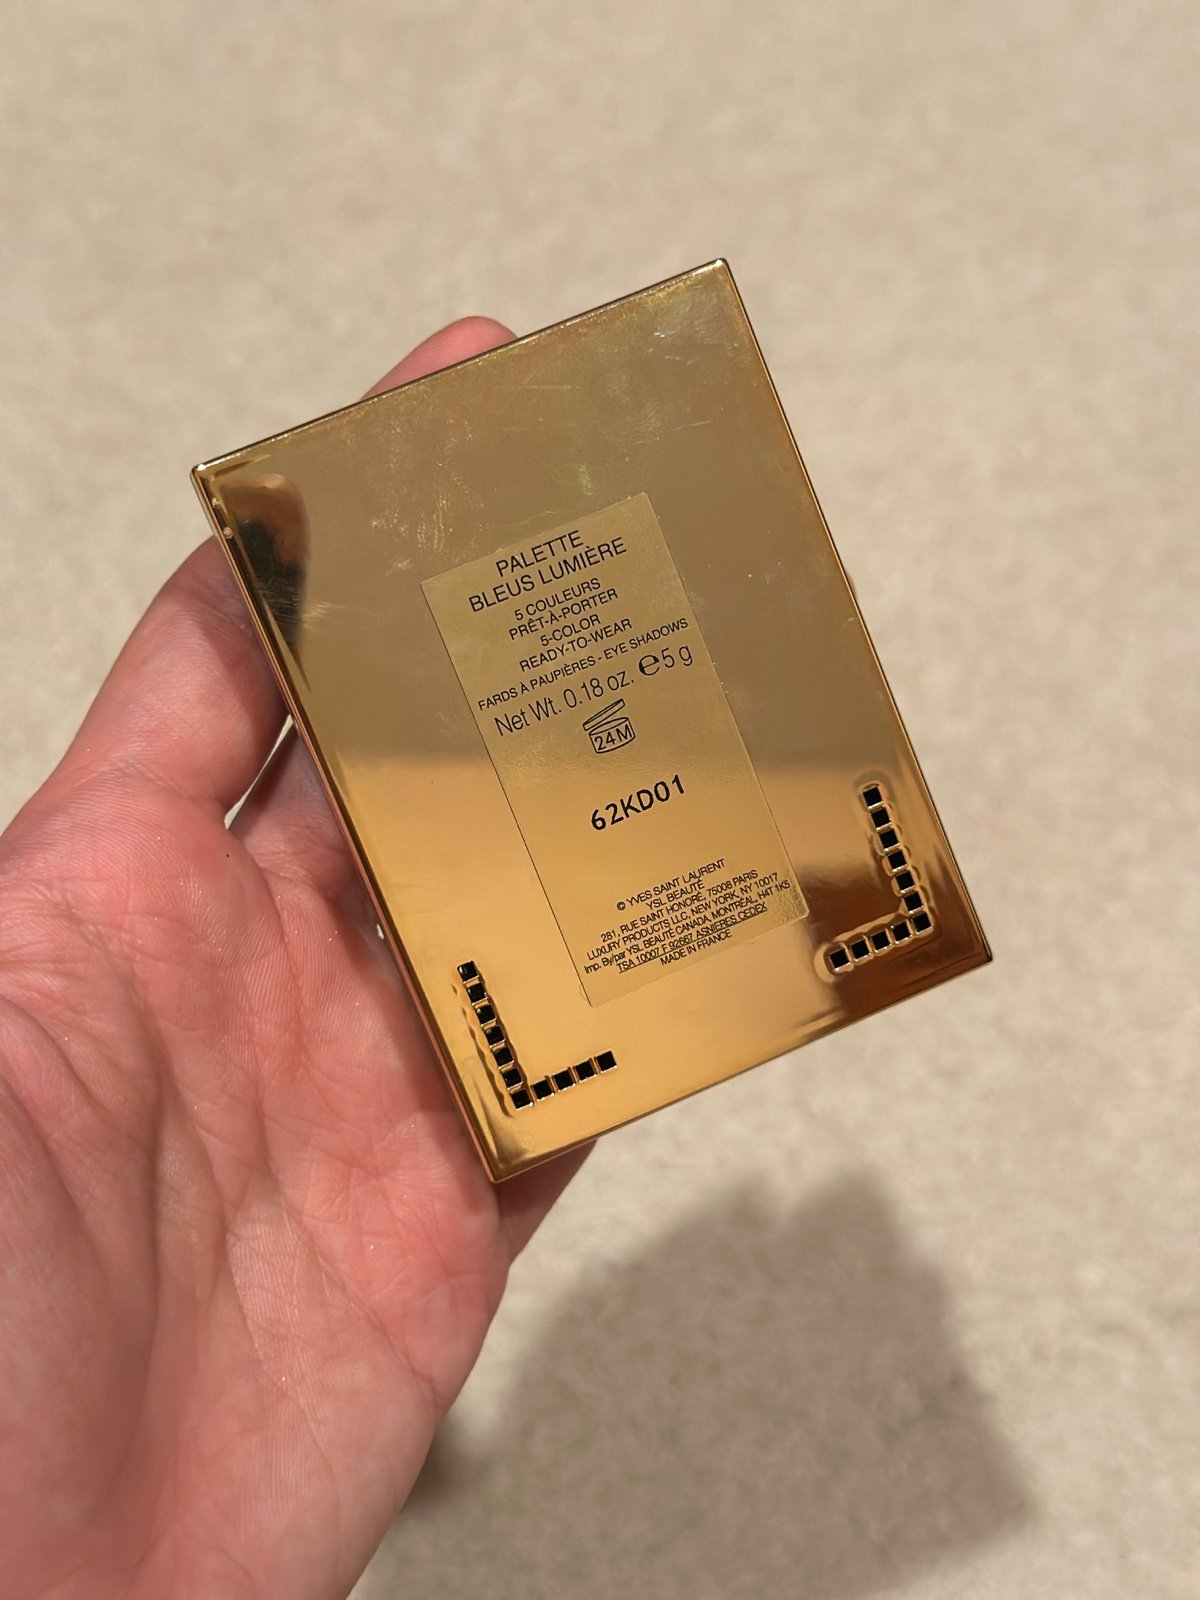 PALETTE
BLEUS LUMIÈRE
5 COULEURS
PRÊT-À-PORTER
5-COLOR
READY-TO-WEAR
FARDS À PAUPIÈRES - EYE SHADOWS
Net Wt. 0.18 oz. ℮5 g
24M
62KD01
© YVES SAINT LAURENT
YSL BEAUTÉ
281, RUE SAINT HONORÉ, 75008 PARIS
LUXURY PRODUCTS LLC, NEW YORK, NY 10017
Imp. By/par YSL BEAUTÉ CANADA, MONTRÉAL, H4T 1K5
TSA 10007 F 92667 ASNIERES CEDEX
MADE IN FRANCE